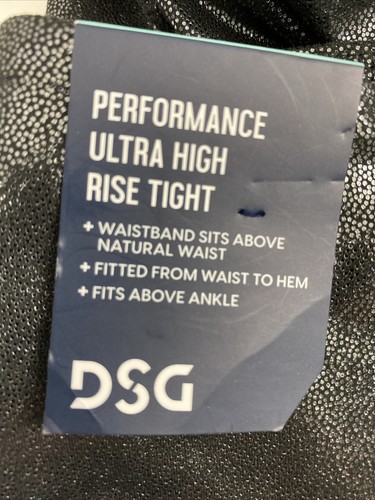 PERFORMANCE
ULTRA HIGH
RISE TIGHT
+ WAISTBAND SITS ABOVE
NATURAL WAIST
+ FITTED FROM WAIST TO HEM
+ FITS ABOVE ANKLE
DSG